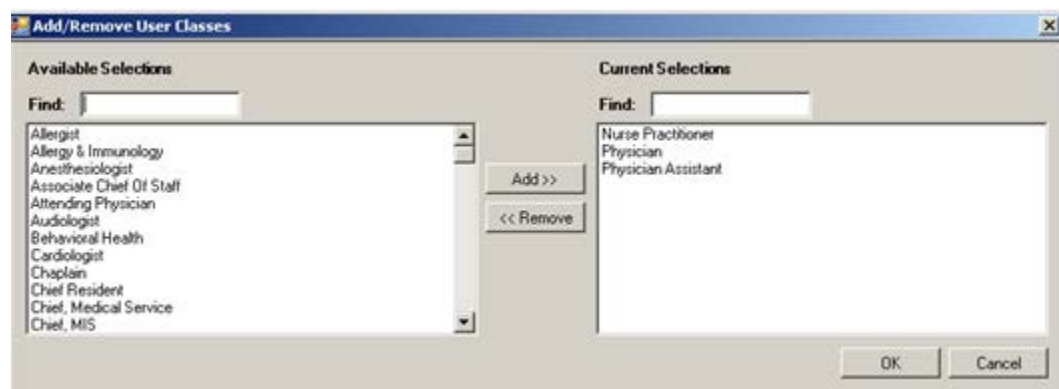 Add/Remove User Classes
Available Selections
Find:
Allergist
Allergy & Immunology
Anesthesiologist
Associate Chief Of Staff
Attending Physician
Audiologist
Behavioral Health
Cardiologist
Chaplain
Chief Resident
Chief, Medical Service
Chief, MIS
Add >>
<< Remove
Current Selections
Find:
Nurse Practitioner
Physician
Physician Assistant
OK
Cancel